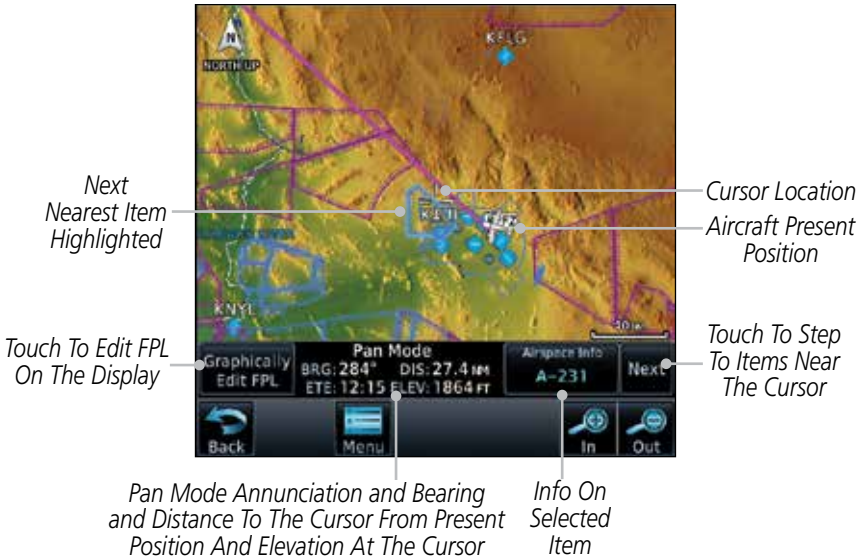 N
NORTH UP
KFLG
Next
Nearest Item
Highlighted
Cursor Location
Aircraft Present
Position
KNYL
Touch To Edit FPL
On The Display
Graphically
Edit FPL
Pan Mode
BRG: 284° DIS: 27.4 NM
ETE: 12:15 ELEV: 1864 FT
Airspace Info
A-231
Next
Touch To Step
To Items Near
The Cursor
Back
Menu
In
Out
Pan Mode Annunciation and Bearing
and Distance To The Cursor From Present
Position And Elevation At The Cursor
Info On
Selected
Item